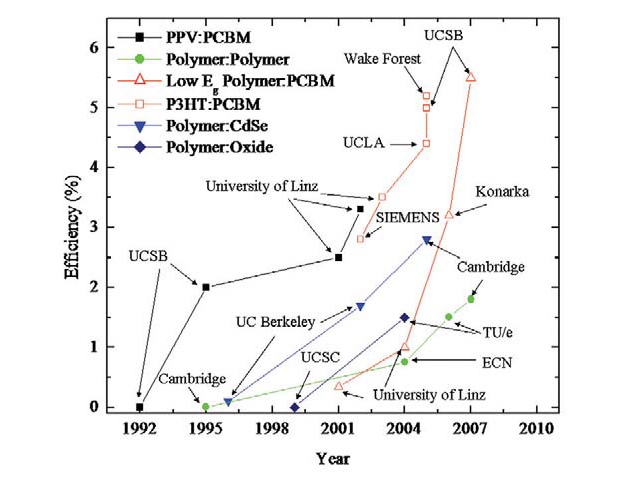 PPV:PCBM
Polymer:Polymer
Low Eg Polymer:PCBM
P3HT:PCBM
Polymer:CdSe
Polymer:Oxide
UCSB
Wake Forest
UCLA
University of Linz
SIEMENS
Konarka
UCSB
Cambridge
UC Berkeley
TU/e
UCSC
ECN
Cambridge
University of Linz
Efficiency (%)
6
5
4
3
2
1
0
1992 1995 1998 2001 2004 2007 2010
Year